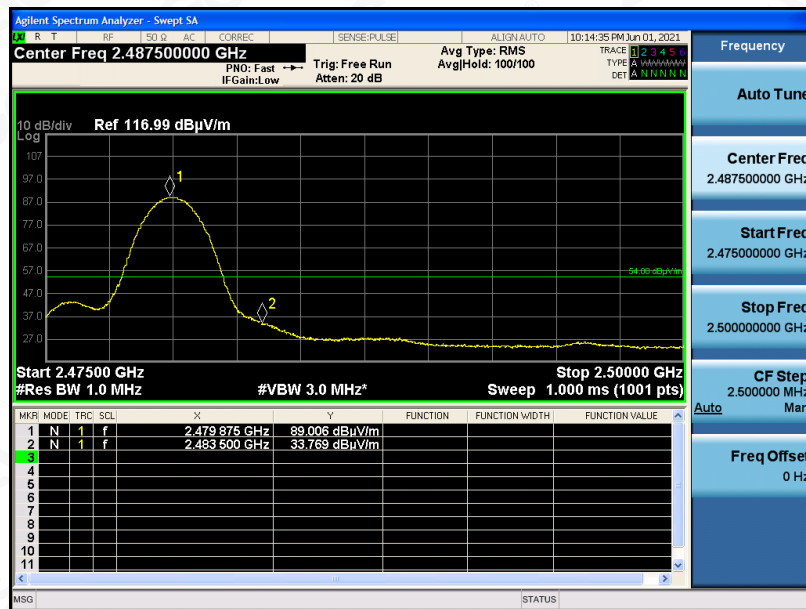 Agilent Spectrum Analyzer - Swept SA
LXI R T RF 50 Ω AC CORREC SENSE:PULSE ALIGN AUTO 10:14:35 PM Jun 01, 2021
Center Freq 2.487500000 GHz
PNO: Fast
IFGain:Low
Trig: Free Run
Atten: 20 dB
Avg Type: RMS
Avg|Hold: 100/100
TRACE 1 2 3 4 5 6
TYPE A WWWWW
DET A N N N N N
Frequency
Auto Tune
Center Freq
2.487500000 GHz
Start Freq
2.475000000 GHz
Stop Freq
2.500000000 GHz
CF Step
2.500000 MHz
Auto Man
Freq Offset
0 Hz
10 dB/div Ref 116.99 dBµV/m
Log
107
97.0
87.0
77.0
67.0
57.0
47.0
37.0
27.0
1
2
54.00 dBµV/m
Start 2.47500 GHz Stop 2.50000 GHz
#Res BW 1.0 MHz #VBW 3.0 MHz* Sweep 1.000 ms (1001 pts)
MKR MODE TRC SCL X Y FUNCTION FUNCTION WIDTH FUNCTION VALUE
1 N 1 f 2.479 875 GHz 89.006 dBµV/m
2 N 1 f 2.483 500 GHz 33.769 dBµV/m
3
4
5
6
7
8
9
10
11
MSG STATUS